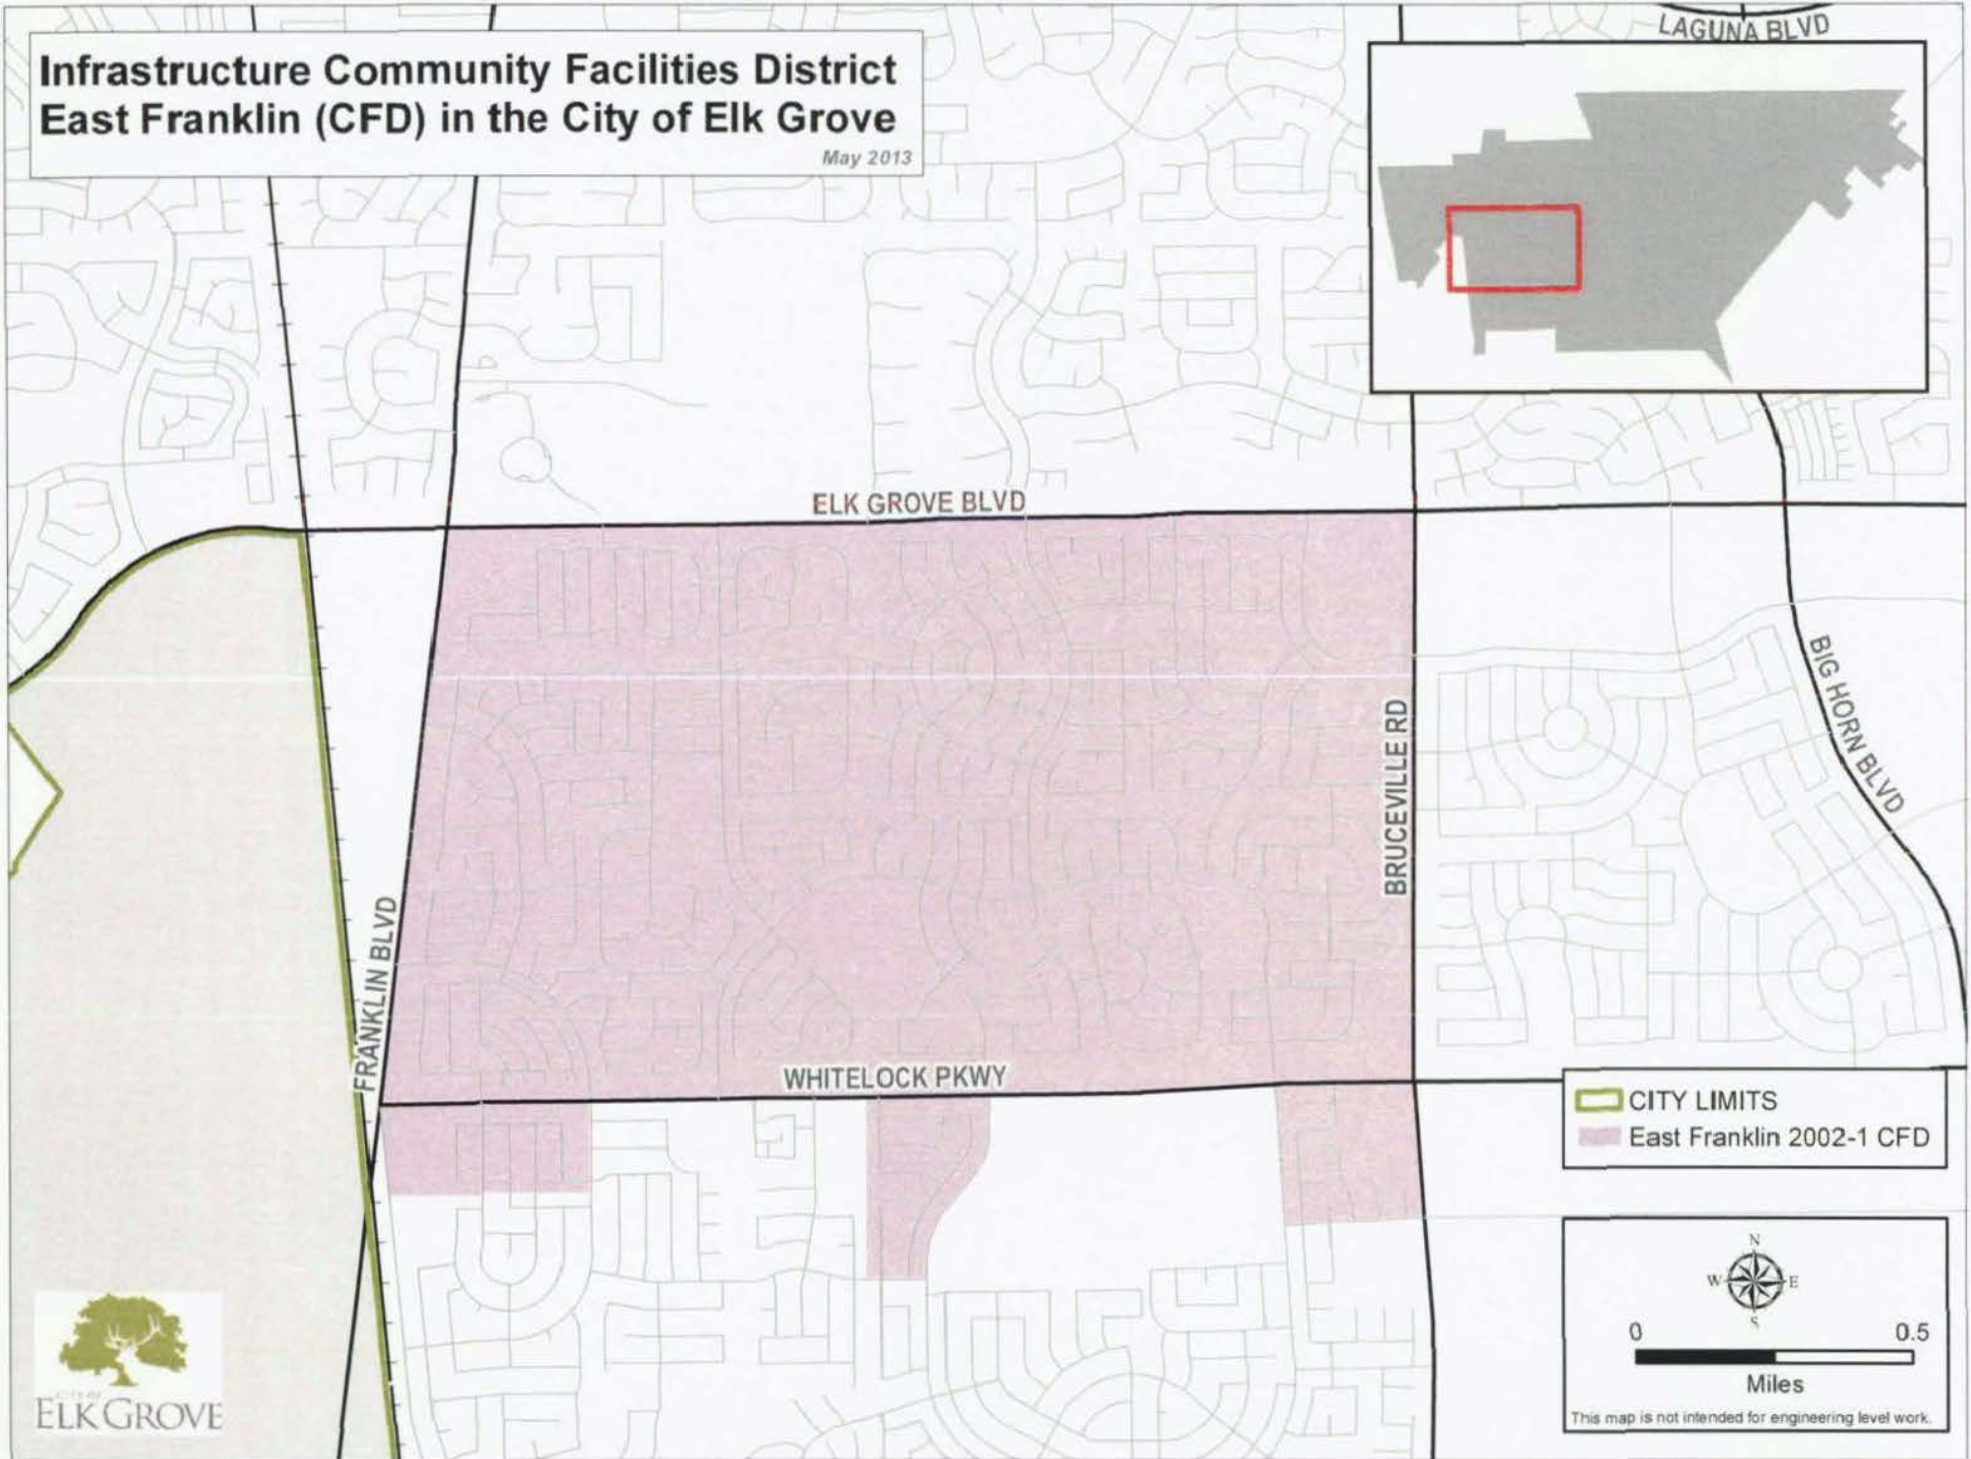 Infrastructure Community Facilities District
East Franklin (CFD) in the City of Elk Grove
May 2013
LAGUNA BLVD
ELK GROVE BLVD
BIG HORN BLVD
BRUCEVILLE RD
FRANKLIN BLVD
WHITELOCK PKWY
CITY LIMITS
East Franklin 2002-1 CFD
N
W E
S
0 0.5
Miles
This map is not intended for engineering level work.
CITY OF
ELK GROVE